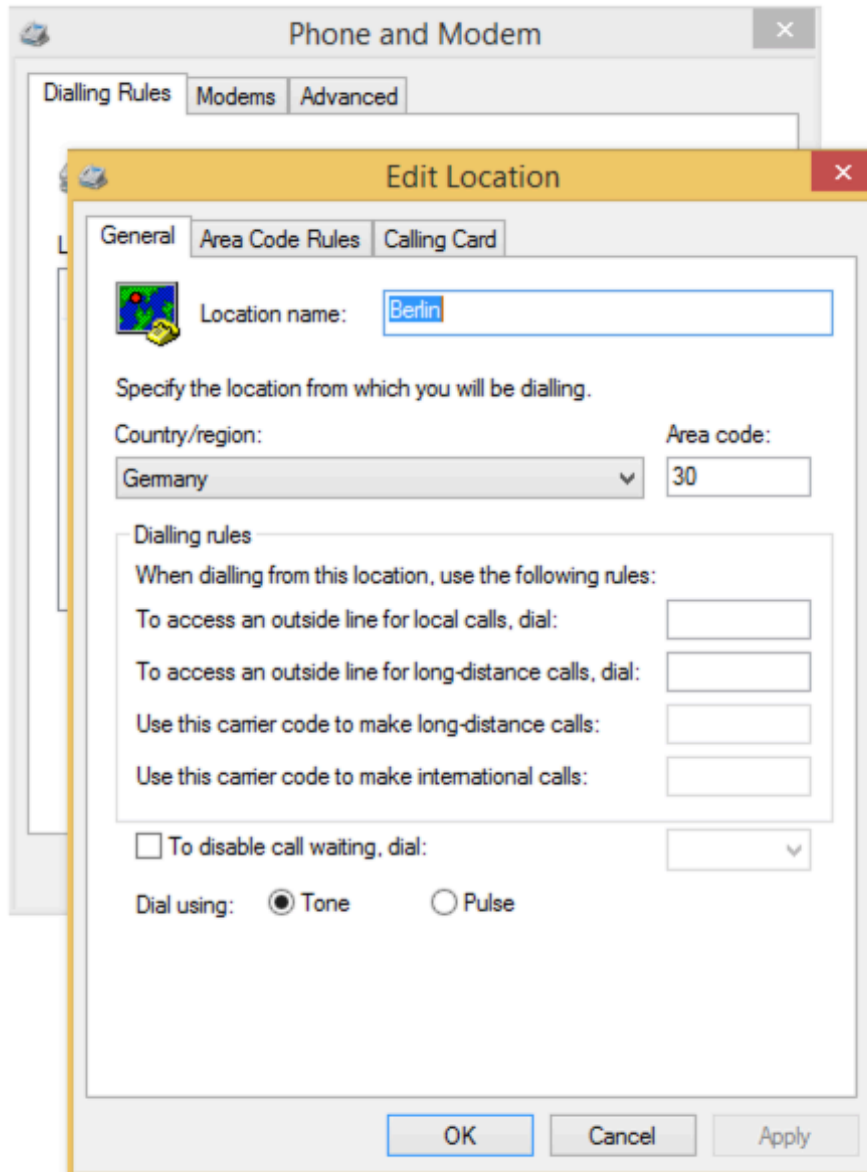 Phone and Modem
Dialling Rules Modems Advanced
Edit Location
L
General Area Code Rules Calling Card
Location name: Berlin
Specify the location from which you will be dialling.
Country/region: Area code:
Germany 30
Dialling rules
When dialling from this location, use the following rules:
To access an outside line for local calls, dial:
To access an outside line for long-distance calls, dial:
Use this carrier code to make long-distance calls:
Use this carrier code to make international calls:
To disable call waiting, dial:
Dial using: Tone Pulse
OK Cancel Apply